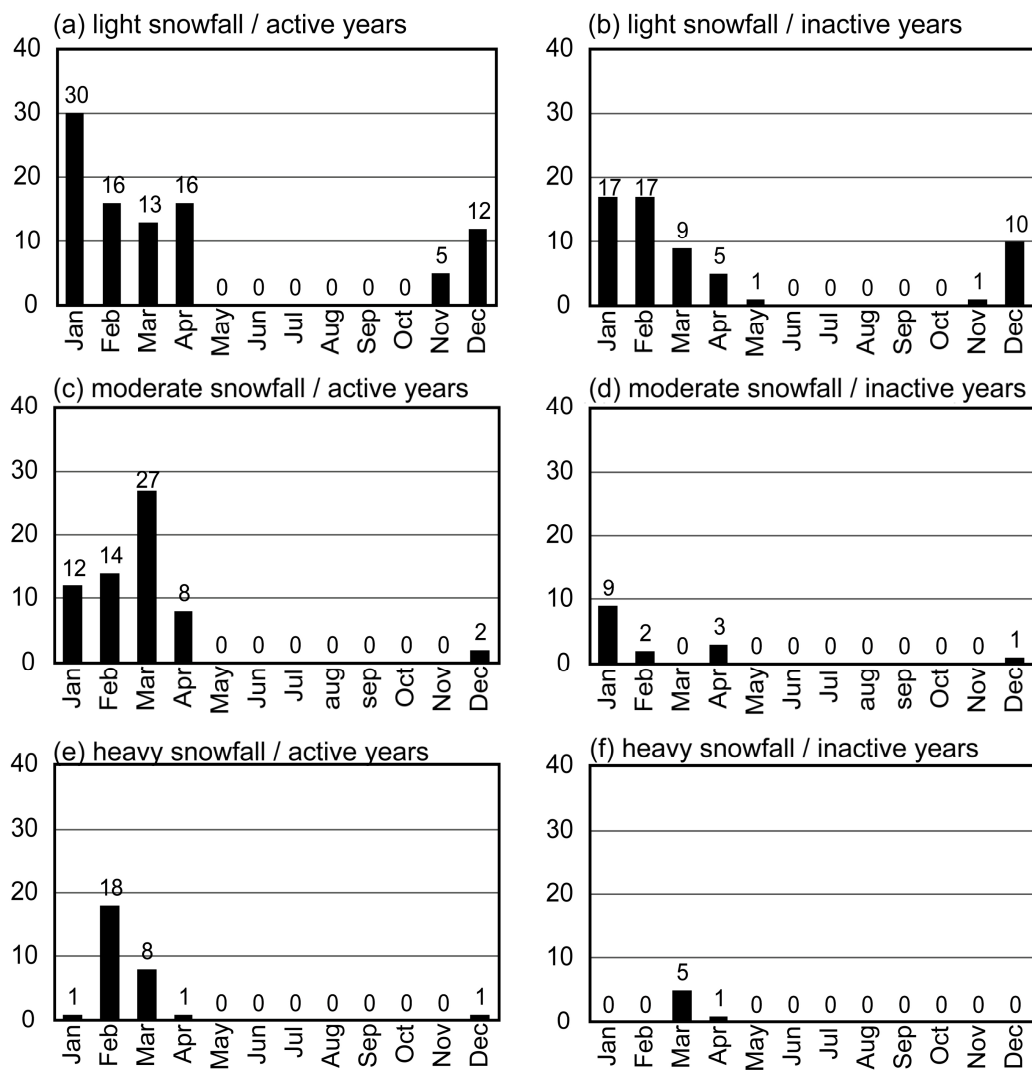 (a) light snowfall / active years
40
30
20
10
0
30
16
13
16
0
0
0
0
0
0
5
12
Jan
Feb
Mar
Apr
May
Jun
Jul
Aug
Sep
Oct
Nov
Dec
(b) light snowfall / inactive years
40
30
20
10
0
17
17
9
5
1
0
0
0
0
0
1
10
Jan
Feb
Mar
Apr
May
Jun
Jul
Aug
Sep
Oct
Nov
Dec
(c) moderate snowfall / active years
40
30
20
10
0
12
14
27
8
0
0
0
0
0
0
0
2
Jan
Feb
Mar
Apr
May
Jun
Jul
aug
sep
Oct
Nov
Dec
(d) moderate snowfall / inactive years
40
30
20
10
0
9
2
0
3
0
0
0
0
0
0
0
1
Jan
Feb
Mar
Apr
May
Jun
Jul
aug
sep
Oct
Nov
Dec
(e) heavy snowfall / active years
40
30
20
10
0
1
18
8
1
0
0
0
0
0
0
0
1
Jan
Feb
Mar
Apr
May
Jun
Jul
Aug
Sep
Oct
Nov
Dec
(f) heavy snowfall / inactive years
40
30
20
10
0
0
0
5
1
0
0
0
0
0
0
0
0
Jan
Feb
Mar
Apr
May
Jun
Jul
Aug
Sep
Oct
Nov
Dec